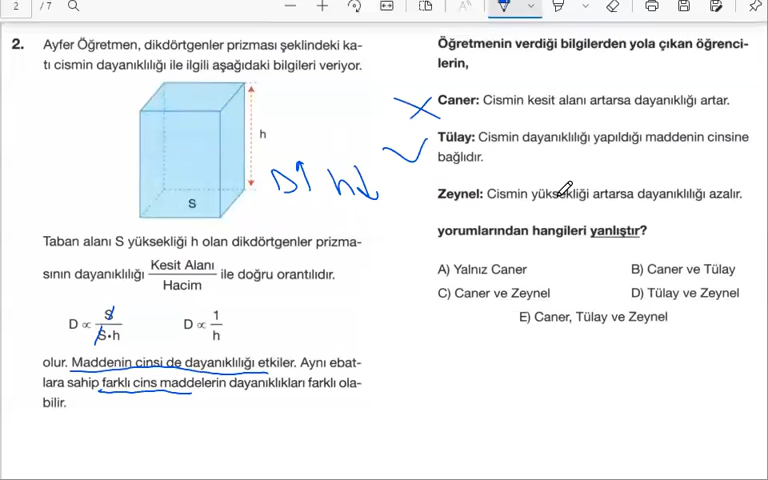 2
/7
2. Ayfer Öğretmen, dikdörtgenler prizması şeklindeki ka-
tı cismin dayanıklılığı ile ilgili aşağıdaki bilgileri veriyor.
h
S
D↑ h↓
Taban alanı S yüksekliği h olan dikdörtgenler prizma-
sının dayanıklılığı Kesit Alanı / Hacim ile doğru orantılıdır.
D ∝ S / S•h D ∝ 1 / h
olur. Maddenin cinsi de dayanıklılığı etkiler. Aynı ebat-
lara sahip farklı cins maddelerin dayanıklıkları farklı ola-
bilir.
Öğretmenin verdiği bilgilerden yola çıkan öğrenci-
lerin,
Caner: Cismin kesit alanı artarsa dayanıklığı artar.
Tülay: Cismin dayanıklılığı yapıldığı maddenin cinsine
bağlıdır.
Zeynel: Cismin yüksekliği artarsa dayanıklılığı azalır.
yorumlarından hangileri yanlıştır?
A) Yalnız Caner B) Caner ve Tülay
C) Caner ve Zeynel D) Tülay ve Zeynel
E) Caner, Tülay ve Zeynel